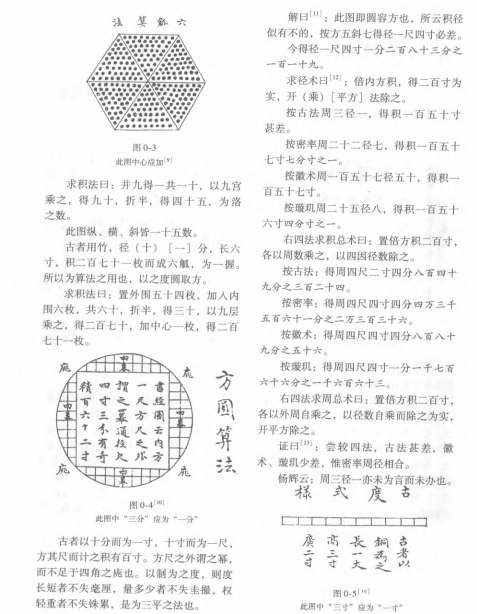 六觚筭法
图 0-3
此图中心应加[9]
求积法曰：并九得一共一十，以九宫
乘之，得九十，折半，得四十五，为洛
之数。
此图纵、横、斜皆一十五数。
古者用竹，径（十）［一］分，长六
寸，积二百七十一枚而成六觚，为一握。
所以为算法之用也，以之度圆取方。
求积法曰：置外围五十四枚，加入内
围六枚，共六十，折半，得三十，以九层
乘之，得二百七十，加中心一枚，得二百
七十一枚。
方圓算法
庣
庣
書經圖云內方
一尺方尺之外
謂之冪適徑尺
四寸三分有奇
積百六十二寸
庣
庣
图 0-4[10]
此图中“三分”应为“一分”
古者以十分而为一寸，十寸而为一尺，
方其尺而计之积有百寸。方尺之外谓之幂，
而不足于四角之庣也。以制为之度，则度
长短者不失毫厘，量多少者不失圭撮，权
轻重者不失铢累，是为三平之法也。
解曰[11]：此图即圆容方也，所云积径
似有不的，按方五斜七得径一尺四寸必差。
今得径一尺四寸一分二百八十三分之
一百一十九。
求径术曰[12]：倍内方积，得二百寸为
实，开（乘）［平方］法除之。
按古法周三径一，得积一百五十寸
甚差。
按密率周二十二径七，得积一百五十
七寸七分寸之一。
按徽术周一百五十七径五十，得积一
百五十七寸。
按璇玑周二十五径八，得积一百五十
六寸四分寸之一。
右四法求积总术曰：置倍方积二百寸，
各以周数乘之，以四因径数除之。
按古法：得周四尺二寸四分八百四十
九分之三百二十四。
按密率：得周四尺四寸四分四万三千
五百六十一分之二万三百三十六。
按徽术：得周四尺四寸四分八百八十
九分之五十六。
按璇玑：得周四尺四寸一分一千七百
六十六分之一千六百六十三。
右四法求周总术曰：置倍方积二百寸，
各以外周自乘之，以径数自乘而除之为实，
开平方除之。
证曰[13]：尝较四法，古法甚差，徽
术、璇玑少差，惟密率周径相合。
杨辉云：周三径一亦未为言而未办也。
古度式樣
古者以
銅為之
長一丈
高三寸
廣二寸
图 0-5
此图中“三寸”应为“一寸”